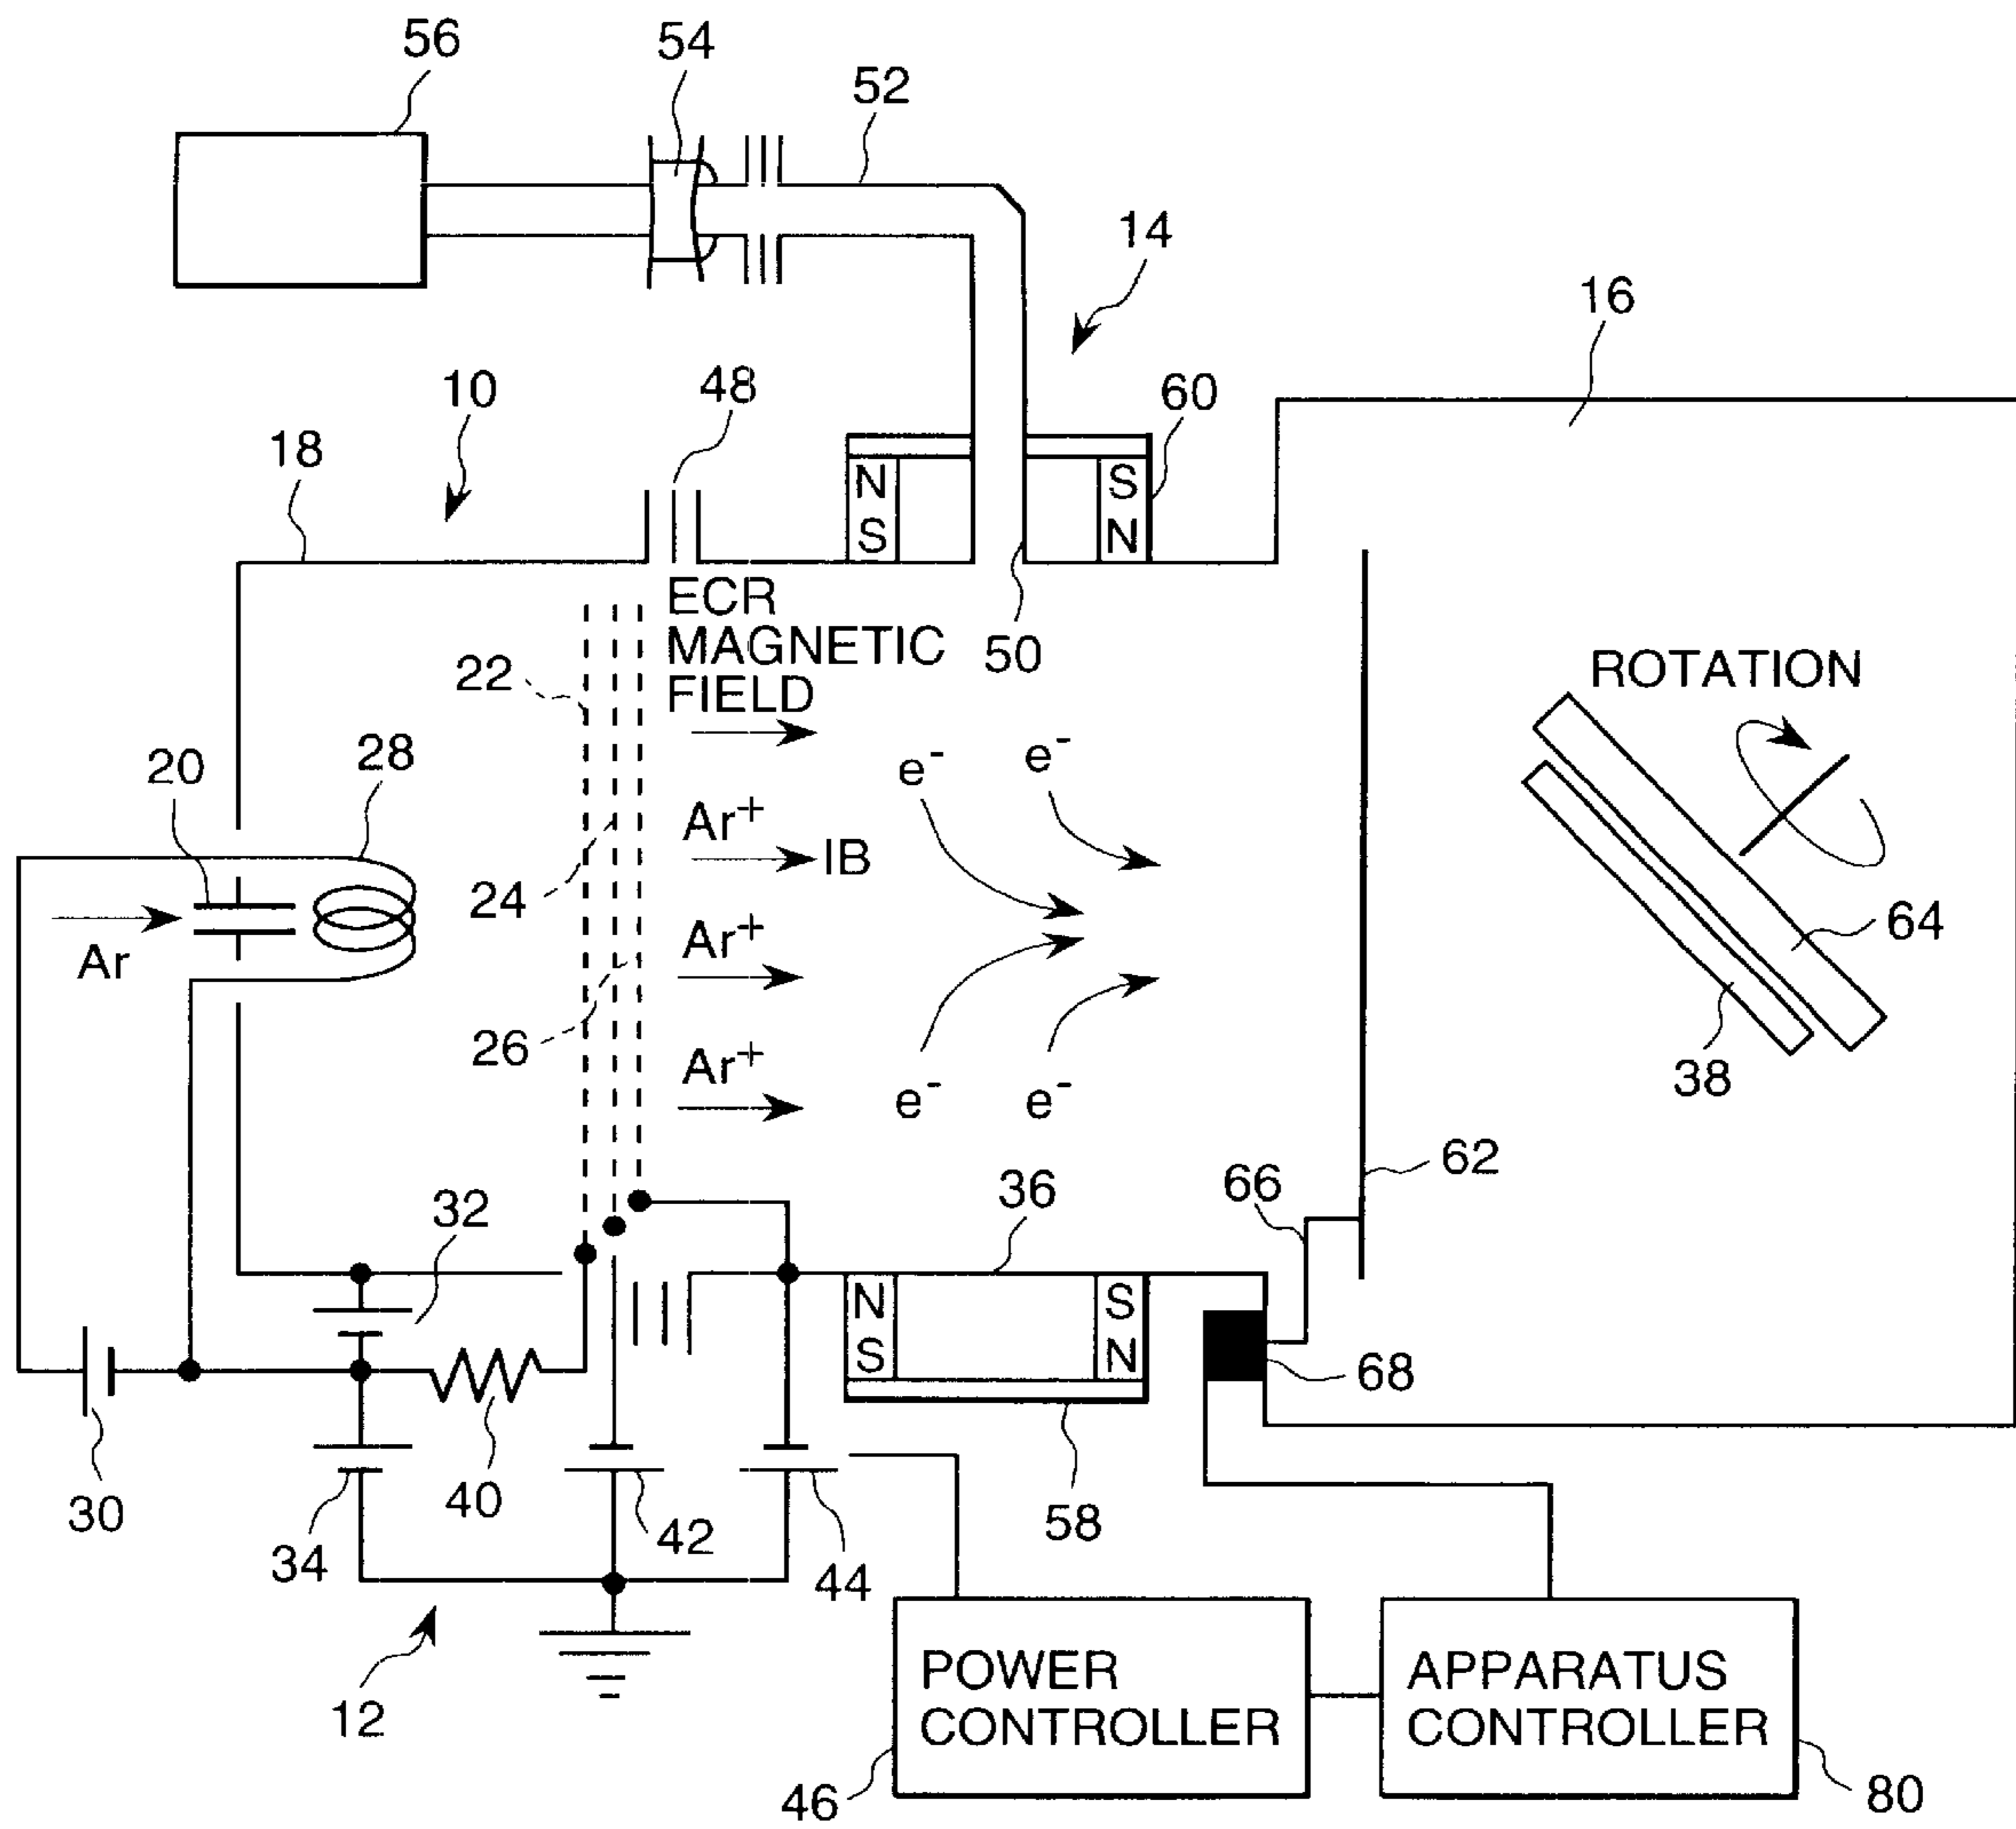 56
54
52
14
16
10
48
60
18
N
S
S
N
ECR
MAGNETIC
FIELD
50
22
ROTATION
20
28
e-
e-
Ar+
IB
24
Ar+
64
Ar
26
Ar+
38
e-
e-
62
32
36
66
N
S
S
N
68
30
40
34
42
44
58
12
POWER
CONTROLLER
APPARATUS
CONTROLLER
46
80